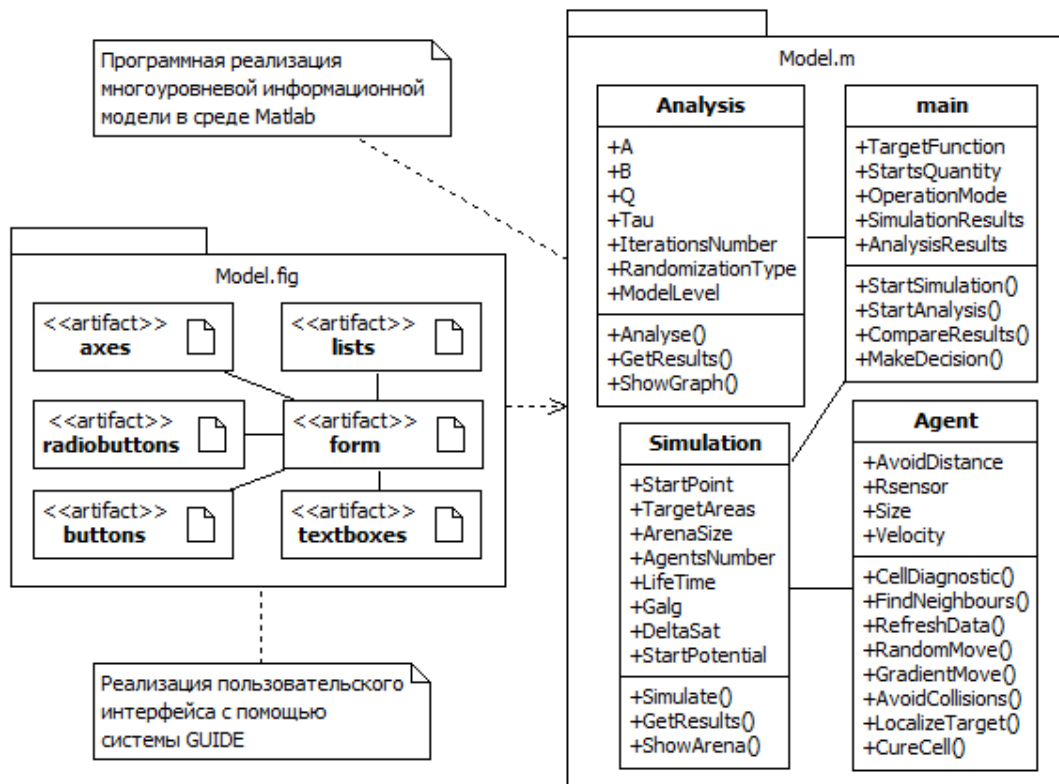 Программная реализация
многоуровневой информационной
модели в среде Matlab
Model.fig
<<artifact>>
axes
<<artifact>>
lists
<<artifact>>
radiobuttons
<<artifact>>
form
<<artifact>>
buttons
<<artifact>>
textboxes
Реализация пользовательского
интерфейса с помощью
системы GUIDE
Model.m
Analysis
+A
+B
+Q
+Tau
+IterationsNumber
+RandomizationType
+ModelLevel
+Analyse()
+GetResults()
+ShowGraph()
main
+TargetFunction
+StartsQuantity
+OperationMode
+SimulationResults
+AnalysisResults
+StartSimulation()
+StartAnalysis()
+CompareResults()
+MakeDecision()
Simulation
+StartPoint
+TargetAreas
+ArenaSize
+AgentsNumber
+LifeTime
+Galg
+DeltaSat
+StartPotential
+Simulate()
+GetResults()
+ShowArena()
Agent
+AvoidDistance
+Rsensor
+Size
+Velocity
+CellDiagnostic()
+FindNeighbours()
+RefreshData()
+RandomMove()
+GradientMove()
+AvoidCollisions()
+LocalizeTarget()
+CureCell()